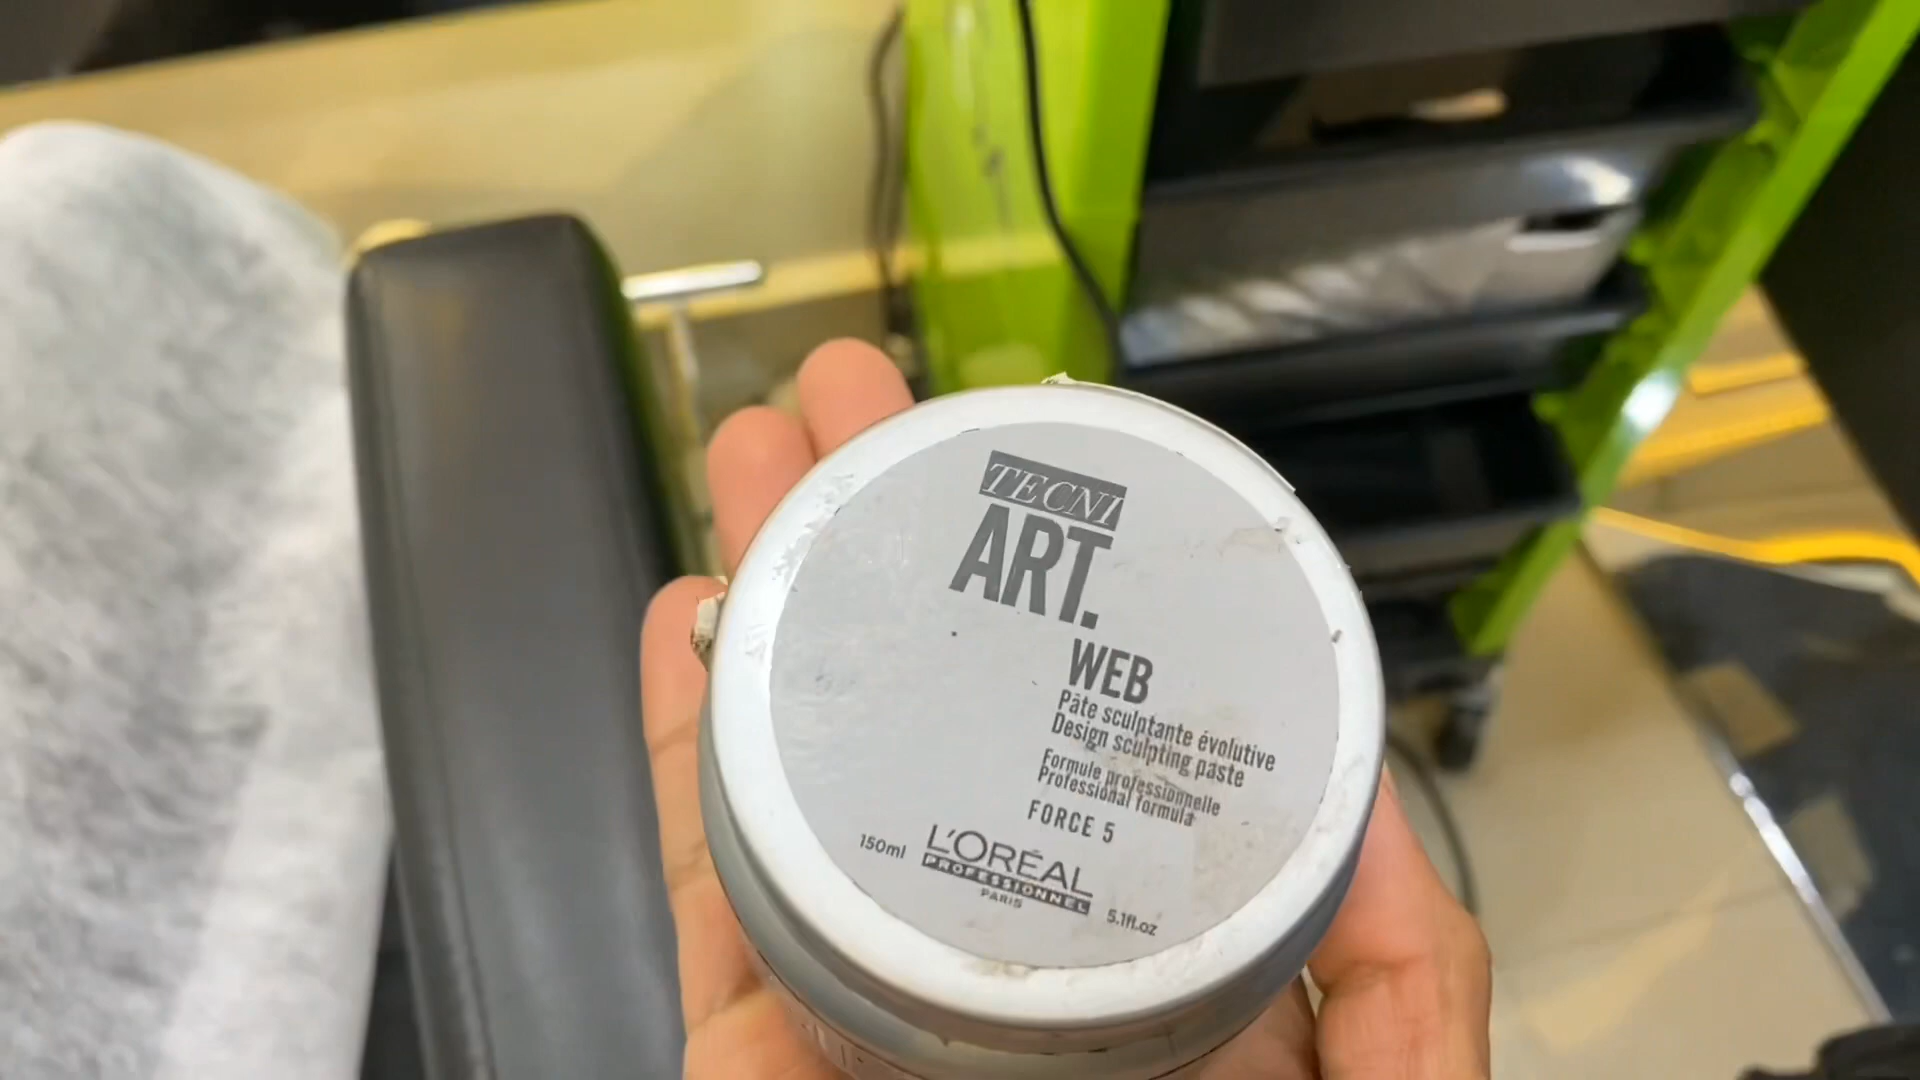 TECNI
ART.
WEB
Pâte sculptante évolutive
Design sculpting paste
Formule professionnelle
Professional formula
FORCE 5
150ml
L'ORÉAL
PROFESSIONNEL
PARIS
5.1fl.oz